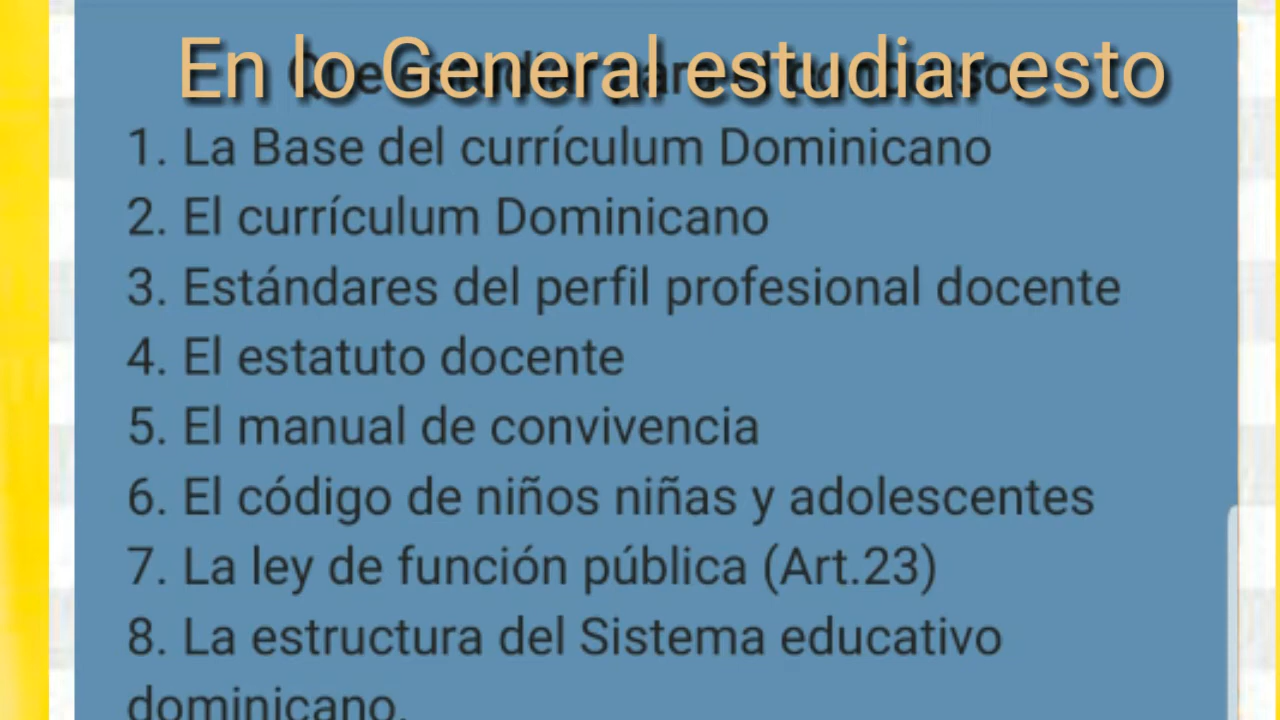 En lo General estudiar esto
1. La Base del currículum Dominicano
2. El currículum Dominicano
3. Estándares del perfil profesional docente
4. El estatuto docente
5. El manual de convivencia
6. El código de niños niñas y adolescentes
7. La ley de función pública (Art.23)
8. La estructura del Sistema educativo
dominicano.